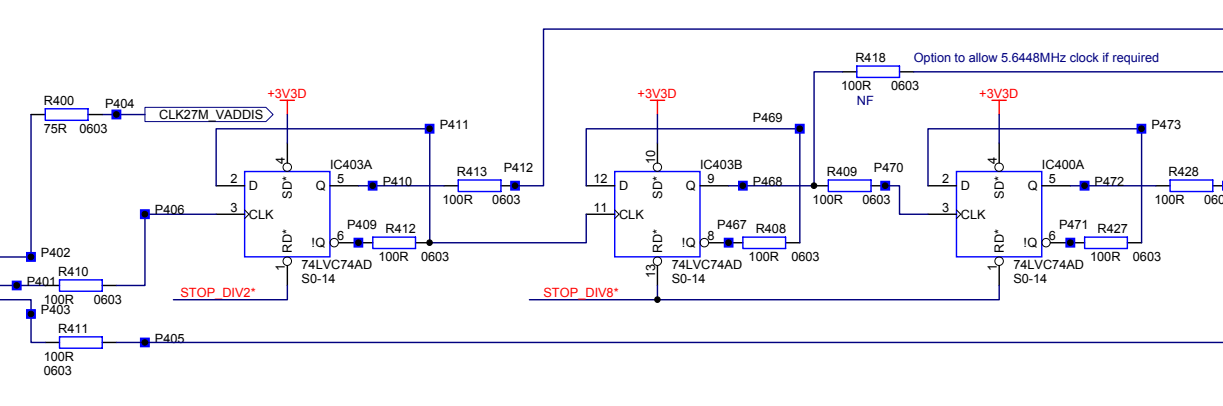 R418
Option to allow 5.6448MHz clock if required
100R 0603
NF
R400
75R 0603
P404
CLK27M_VADDIS
+3V3D
+3V3D
+3V3D
P411
P469
P473
4
IC403A
2
D
SD*
Q
5
P410
R413
100R 0603
P412
3
CLK
RD*
!Q
6
P409
R412
100R 0603
1
74LVC74AD
S0-14
STOP_DIV2*
10
IC403B
12
D
SD*
Q
9
P468
R409
100R 0603
P470
11
CLK
RD*
!Q
8
P467
R408
100R 0603
13
74LVC74AD
S0-14
STOP_DIV8*
4
IC400A
2
D
SD*
Q
5
P472
R428
100R
3
CLK
RD*
!Q
6
P471
R427
100R 0603
1
74LVC74AD
S0-14
P406
P402
P401
R410
100R 0603
P403
R411
100R
0603
P405